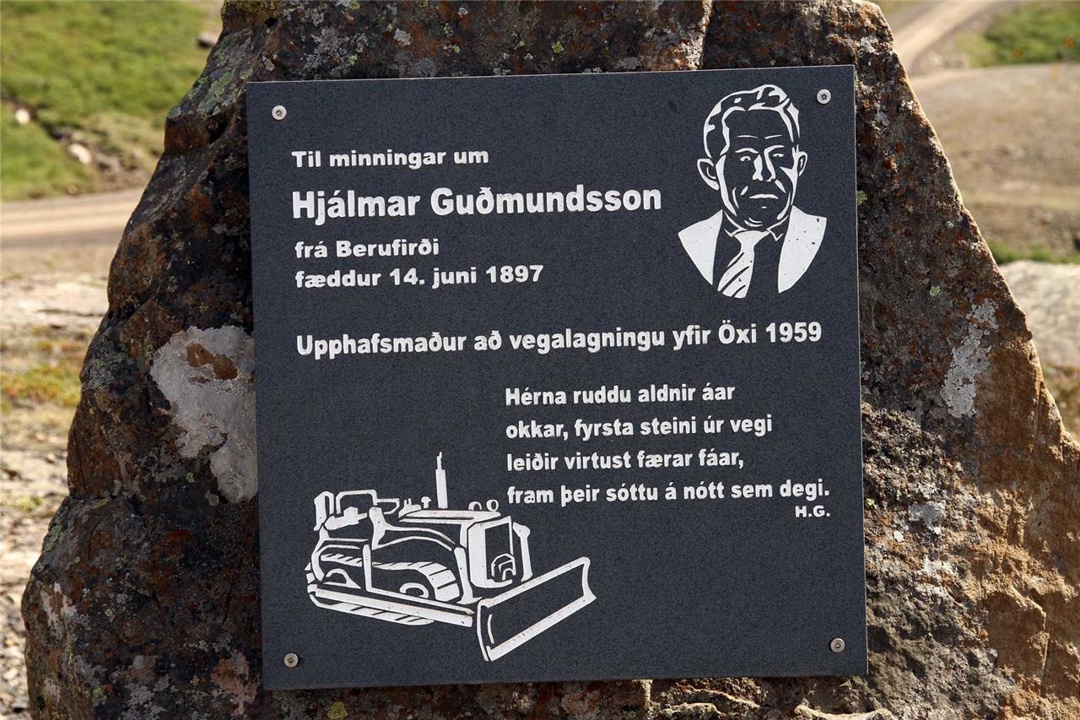 Til minningar um
Hjálmar Guðmundsson
frá Berufirði
fæddur 14. juni 1897
Upphafsmaður að vegalagningu yfir Öxi 1959
Hérna ruddu aldnir áar
okkar, fyrsta steini úr vegi
leiðir virtust færar fáar,
fram þeir sóttu á nótt sem degi.
H.G.